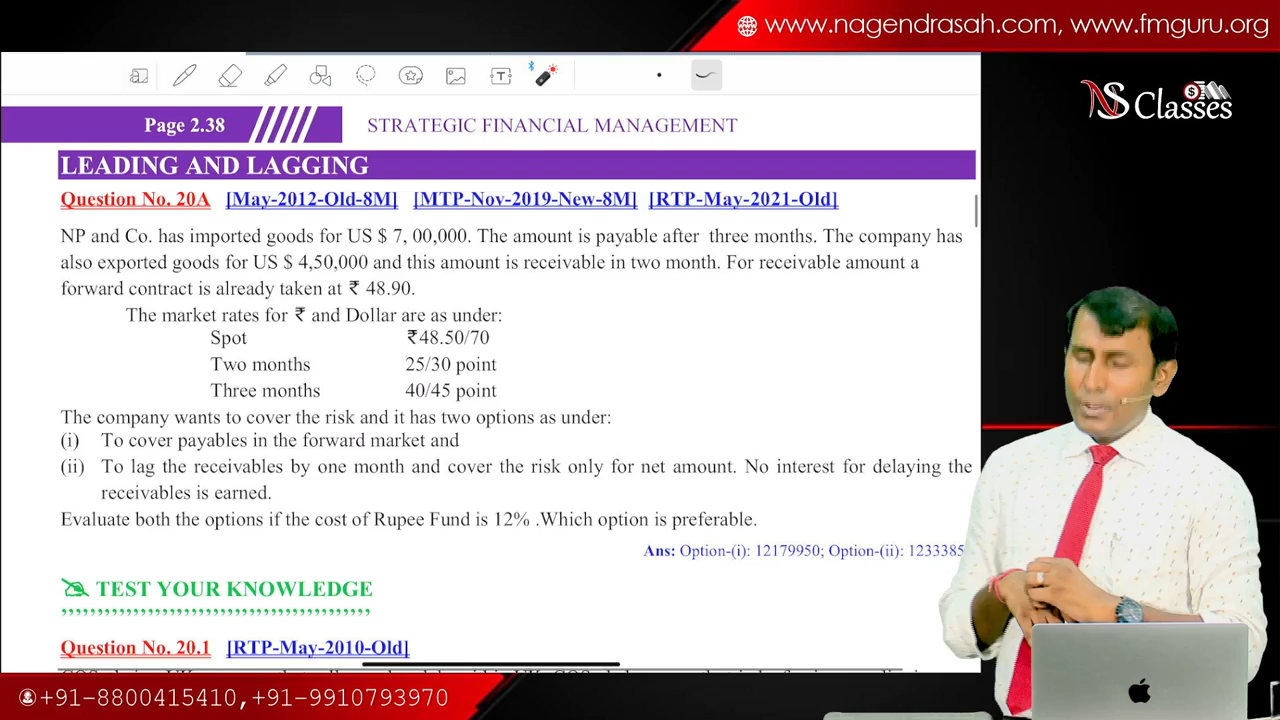 www.nagendrasah.com, www.fmguru.org
NS Classes
Page 2.38
STRATEGIC FINANCIAL MANAGEMENT
LEADING AND LAGGING
Question No. 20A [May-2012-Old-8M] [MTP-Nov-2019-New-8M] [RTP-May-2021-Old]
NP and Co. has imported goods for US $ 7, 00,000. The amount is payable after three months. The company has
also exported goods for US $ 4,50,000 and this amount is receivable in two month. For receivable amount a
forward contract is already taken at ₹ 48.90.
The market rates for ₹ and Dollar are as under:
Spot ₹48.50/70
Two months 25/30 point
Three months 40/45 point
The company wants to cover the risk and it has two options as under:
(i) To cover payables in the forward market and
(ii) To lag the receivables by one month and cover the risk only for net amount. No interest for delaying the
receivables is earned.
Evaluate both the options if the cost of Rupee Fund is 12% .Which option is preferable.
Ans: Option-(i): 12179950; Option-(ii): 1233385
TEST YOUR KNOWLEDGE
Question No. 20.1 [RTP-May-2010-Old]
+91-8800415410,+91-9910793970